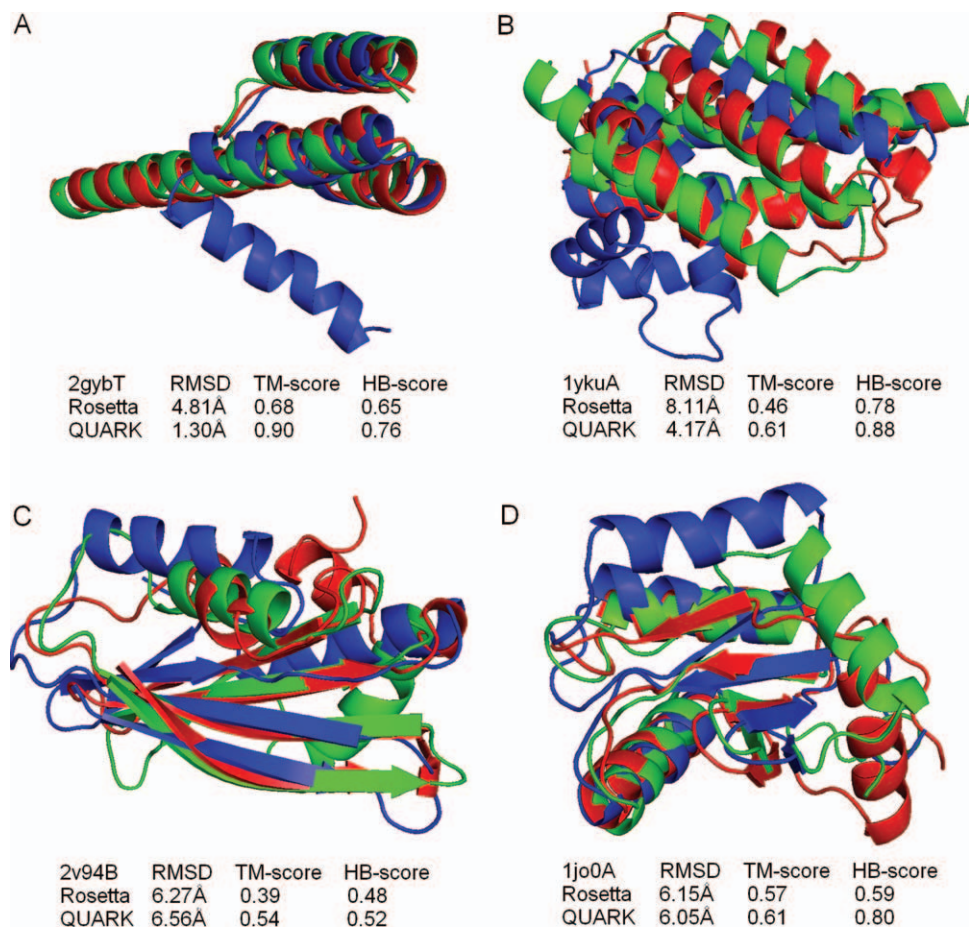 A
2gybT RMSD TM-score HB-score
Rosetta 4.81Å 0.68 0.65
QUARK 1.30Å 0.90 0.76
B
1ykuA RMSD TM-score HB-score
Rosetta 8.11Å 0.46 0.78
QUARK 4.17Å 0.61 0.88
C
2v94B RMSD TM-score HB-score
Rosetta 6.27Å 0.39 0.48
QUARK 6.56Å 0.54 0.52
D
1jo0A RMSD TM-score HB-score
Rosetta 6.15Å 0.57 0.59
QUARK 6.05Å 0.61 0.80